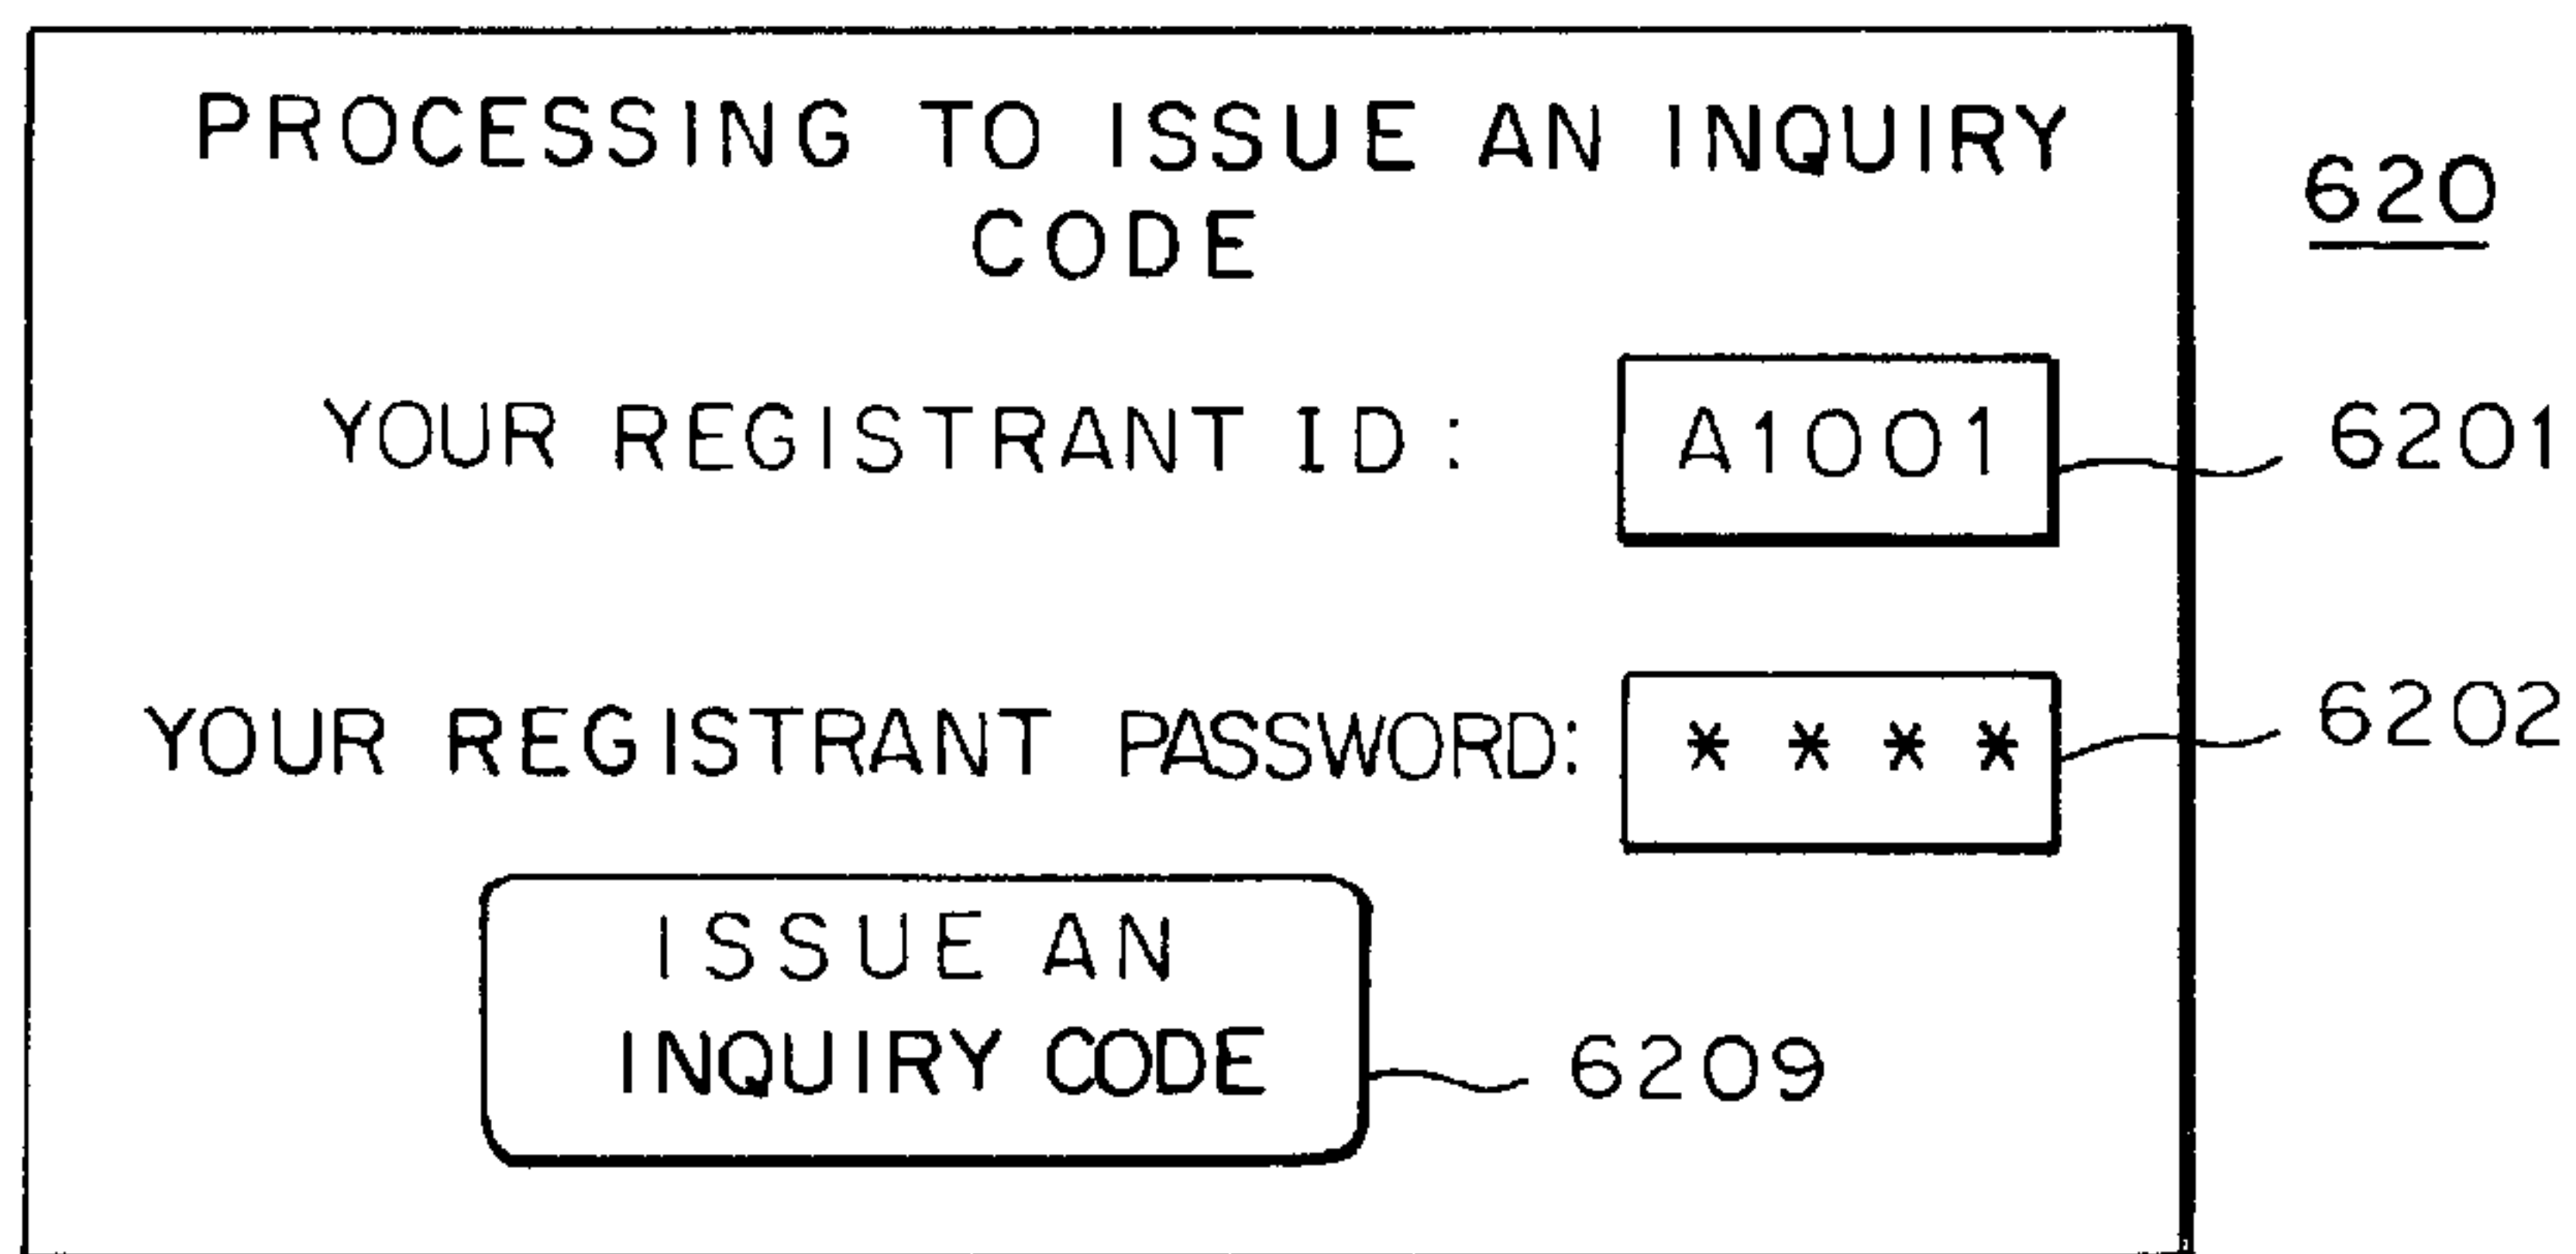 PROCESSING TO ISSUE AN INQUIRY
CODE
620
YOUR REGISTRANT ID: A1001 6201
YOUR REGISTRANT PASSWORD: * * * * 6202
ISSUE AN
INQUIRY CODE 6209